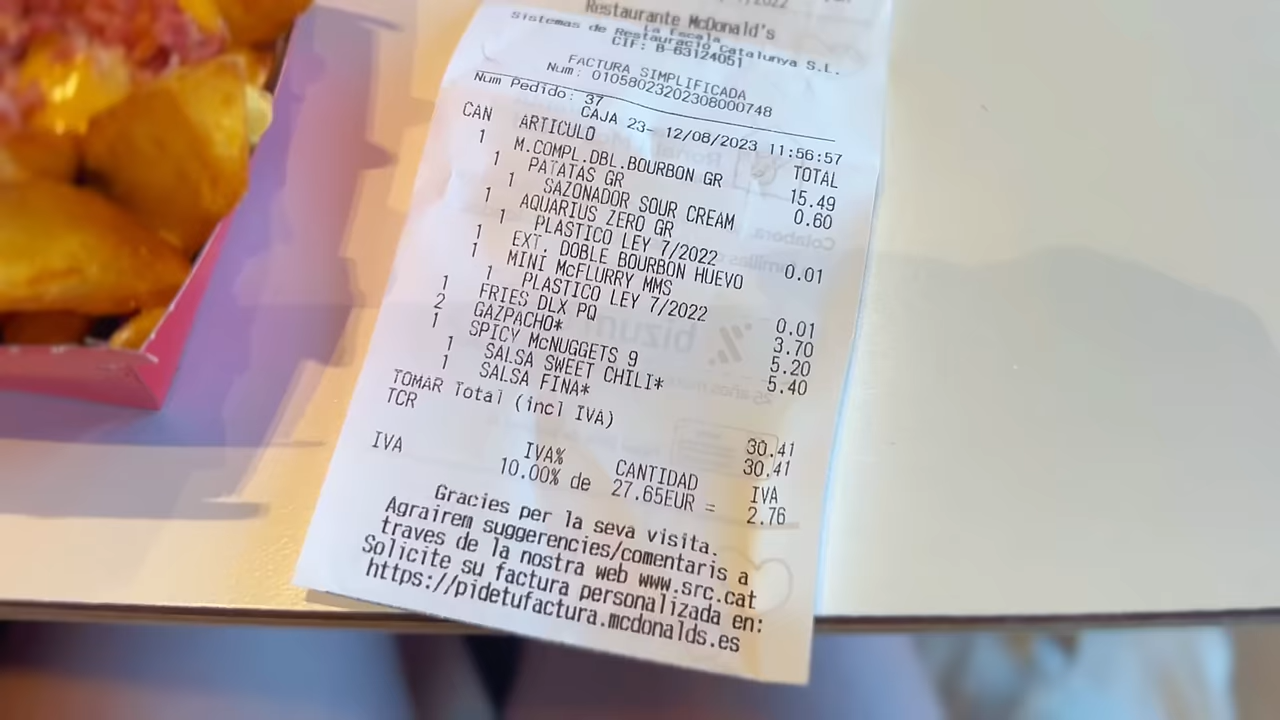 Restaurante McDonald's
La Escala
Sistemas de Restauració Catalunya S.L.
CIF: B-63124051
FACTURA SIMPLIFICADA
Num: 01058023202308000748
Num Pedido: 37
CAJA 23- 12/08/2023 11:56:57
CAN ARTICULO TOTAL
1 M.COMPL.DBL.BOURBON GR 15.49
1 PATATAS GR 0.60
1 SAZONADOR SOUR CREAM
1 AQUARIUS ZERO GR
1 PLASTICO LEY 7/2022 0.01
1 EXT. DOBLE BOURBON HUEVO
1 MINI McFLURRY MMS
1 PLASTICO LEY 7/2022 0.01
1 FRIES DLX PQ 3.70
2 GAZPACHO* 5.20
1 SPICY McNUGGETS 9 5.40
1 SALSA SWEET CHILI*
1 SALSA FINA*
TOMAR Total (incl IVA) 30.41
TCR 30.41
IVA IVA% CANTIDAD IVA
10.00% de 27.65EUR = 2.76
Gracies per la seva visita.
Agrairem suggerencies/comentaris a
traves de la nostra web www.src.cat
Solicite su factura personalizada en:
https://pidetufactura.mcdonalds.es